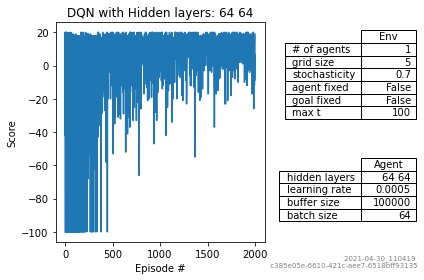 DQN with Hidden layers: 64 64
20
0
−20
−40
−60
−80
−100
Score
0 500 1000 1500 2000
Episode #
Env
# of agents 1
grid size 5
stochasticity 0.7
agent fixed False
goal fixed False
max t 100
Agent
hidden layers 64 64
learning rate 0.0005
buffer size 100000
batch size 64
2021-04-30_110419
c385e05e-6610-421c-aee7-6518bff93135